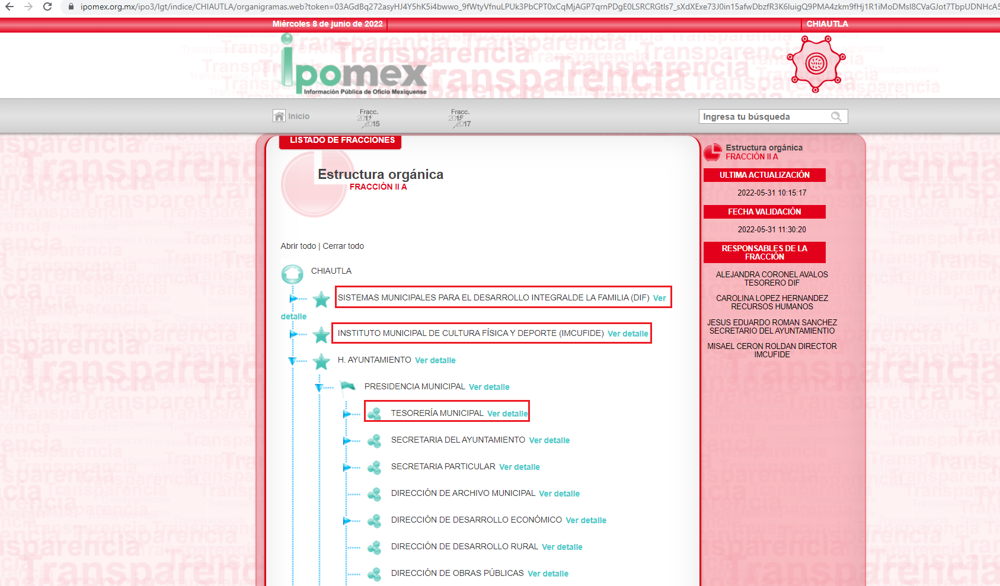 ipomex.org.mx/ipo3/lgt/indice/CHIAUTLA/organigramas.web?token=03AGdBq272asyHJ4Y5hK5i4bwwo_9fWtyVfnuLPUk3PbCPT0xCqMjAGP7qrnPDgE0LSRCRGtls7_sXdXExe73J0in15afwDbzfR3K6luigQ9PMA4zkm9fHj1R1iMoDMsl8CVaGJot7TbpUDNHcA5
Miércoles 8 de junio de 2022
CHIAUTLA
ipomex
Información Pública de Oficio Mexiquense
Transparencia
Inicio
Fracc.
2011
2015
Fracc.
2015
2017
Ingresa tu búsqueda
LISTADO DE FRACCIONES
Estructura orgánica
FRACCIÓN II A
Abrir todo | Cerrar todo
CHIAUTLA
SISTEMAS MUNICIPALES PARA EL DESARROLLO INTEGRALDE LA FAMILIA (DIF) Ver
detalle
INSTITUTO MUNICIPAL DE CULTURA FÍSICA Y DEPORTE (IMCUFIDE) Ver detalle
H. AYUNTAMIENTO Ver detalle
PRESIDENCIA MUNICIPAL Ver detalle
TESORERÍA MUNICIPAL Ver detalle
SECRETARIA DEL AYUNTAMIENTO Ver detalle
SECRETARIA PARTICULAR Ver detalle
DIRECCIÓN DE ARCHIVO MUNICIPAL Ver detalle
DIRECCIÓN DE DESARROLLO ECONÓMICO Ver detalle
DIRECCIÓN DE DESARROLLO RURAL Ver detalle
DIRECCIÓN DE OBRAS PÚBLICAS Ver detalle
Estructura orgánica
FRACCIÓN II A
ULTIMA ACTUALIZACIÓN
2022-05-31 10:15:17
FECHA VALIDACIÓN
2022-05-31 11:30:20
RESPONSABLES DE LA
FRACCIÓN
ALEJANDRA CORONEL AVALOS
TESORERO DIF
CAROLINA LOPEZ HERNANDEZ
RECURSOS HUMANOS
JESUS EDUARDO ROMAN SANCHEZ
SECRETARIO DEL AYUNTAMIENTIO
MISAEL CERON ROLDAN DIRECTOR
IMCUFIDE